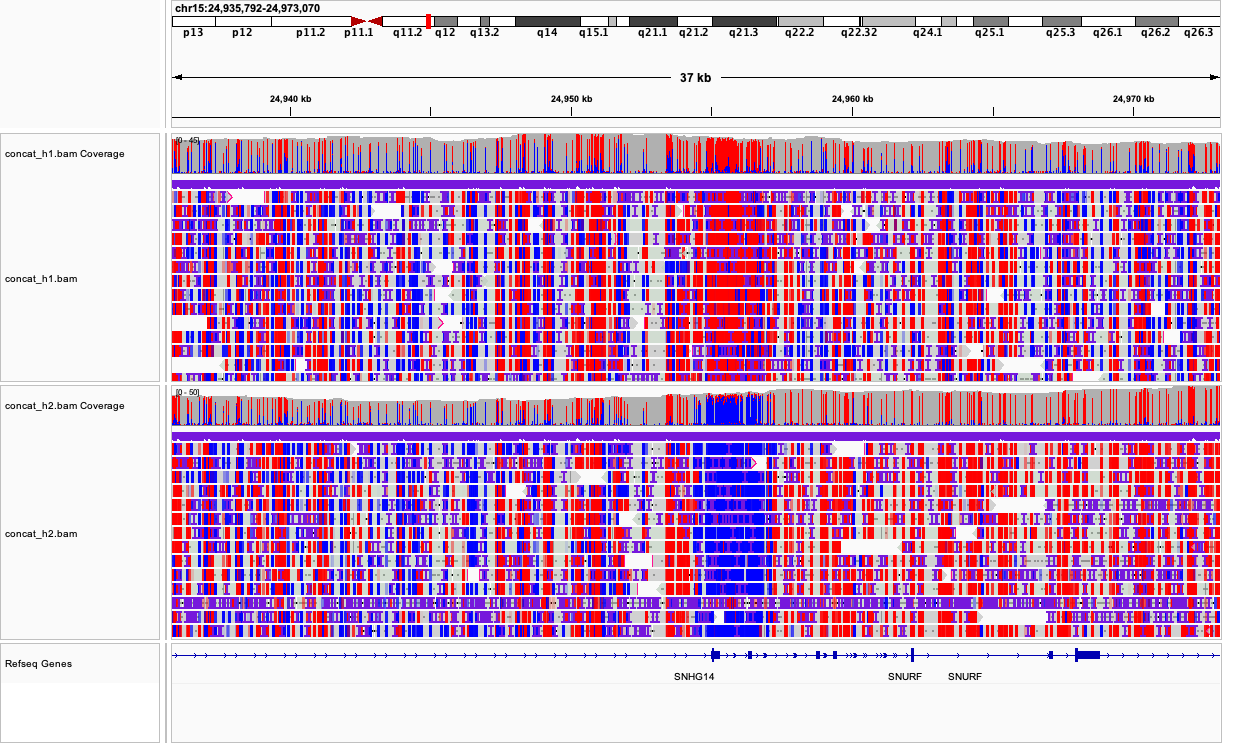 chr15:24,935,792-24,973,070
p13 p12 p11.2 p11.1 q11.2 q12 q13.2 q14 q15.1 q21.1 q21.2 q21.3 q22.2 q22.32 q24.1 q25.1 q25.3 q26.1 q26.2 q26.3
37 kb
24,940 kb 24,950 kb 24,960 kb 24,970 kb
[0 - 45]
concat_h1.bam Coverage
concat_h1.bam
[0 - 50]
concat_h2.bam Coverage
concat_h2.bam
Refseq Genes
SNHG14 SNURF SNURF